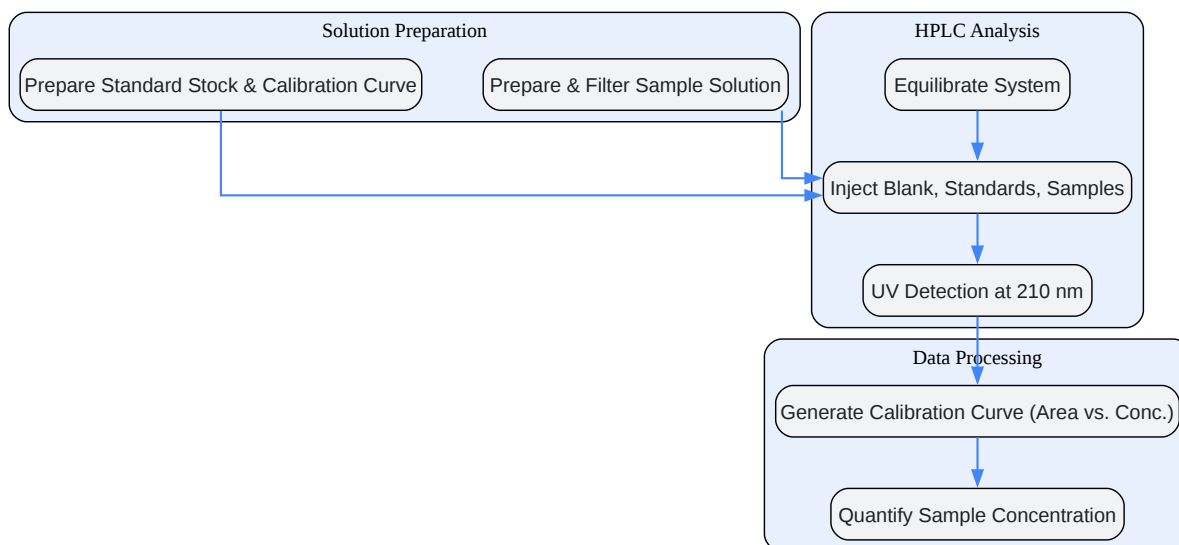 Solution Preparation
Prepare Standard Stock & Calibration Curve
Prepare & Filter Sample Solution
HPLC Analysis
Equilibrate System
Inject Blank, Standards, Samples
UV Detection at 210 nm
Data Processing
Generate Calibration Curve (Area vs. Conc.)
Quantify Sample Concentration